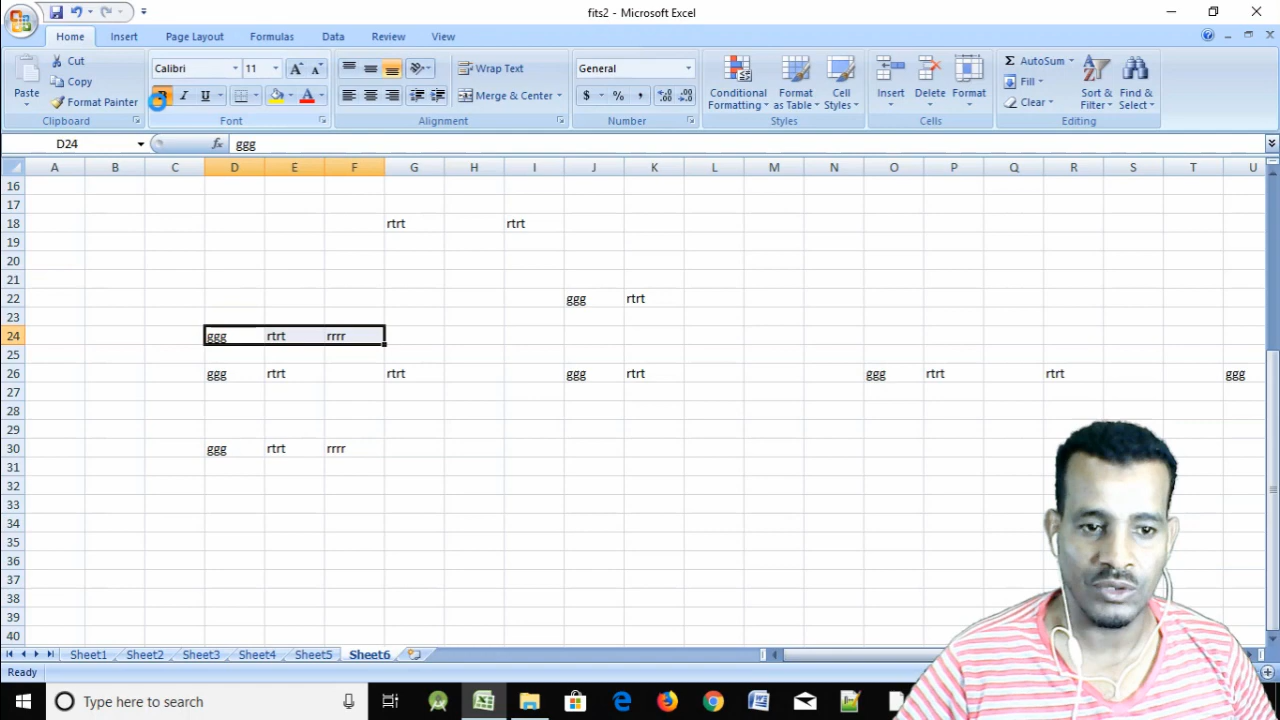 fits2 - Microsoft Excel
Home Insert Page Layout Formulas Data Review View
Paste Cut Copy Format Painter Clipboard
Calibri 11 A A I U A Font
Wrap Text Merge & Center Alignment
General $ % , .0 .00 .00 .0 Number
Conditional Formatting Format as Table Cell Styles Styles
Insert Delete Format Cells
Σ AutoSum Fill Clear Sort & Filter Find & Select Editing
D24 fx ggg
A B C D E F G H I J K L M N O P Q R S T U
16
17
18 rtrt rtrt
19
20
21
22 ggg rtrt
23
24 ggg rtrt rrrr
25
26 ggg rtrt rtrt ggg rtrt ggg rtrt rtrt ggg
27
28
29
30 ggg rtrt rrrr
31
32
33
34
35
36
37
38
39
40
Sheet1 Sheet2 Sheet3 Sheet4 Sheet5 Sheet6
Ready
Type here to search